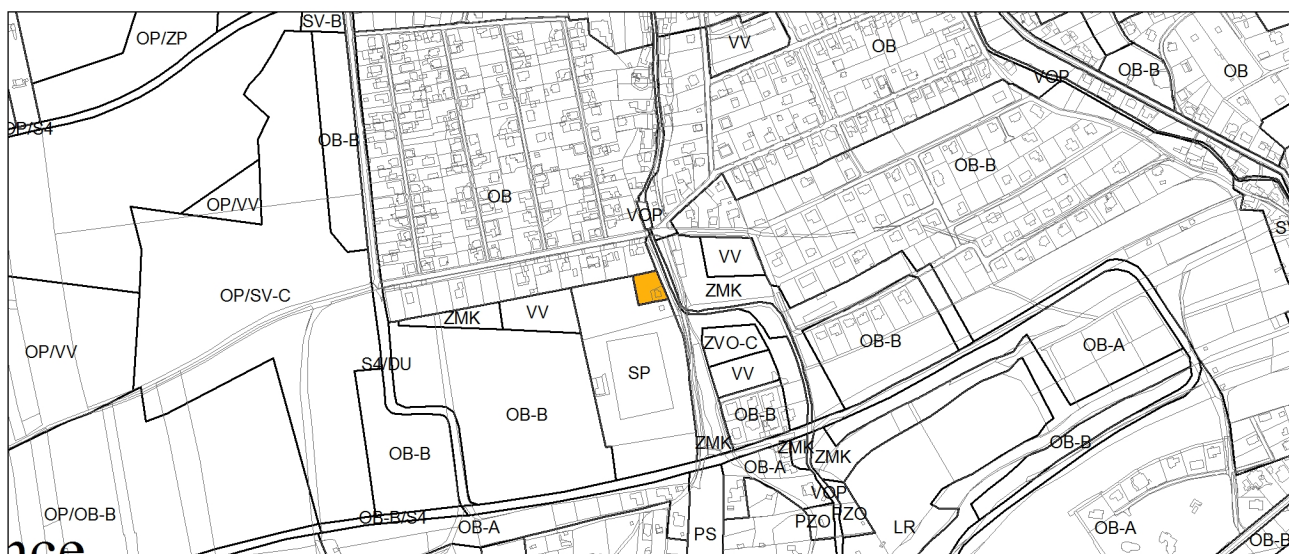 SV-B
OP/ZP
VV
OB
OB-B
OB
VOP
OP/S4
OB-B
OB-B
OB
OP/VV
VOP
VV
OP/SV-C
ZMK
ZMK
VV
ZVO-C
OB-B
OB-A
OP/VV
S4/DU
SP
VV
OB-B
OB-B
ZMK
OB-B
OB-B
ZMK
ZMK
OB-A
VOP
OP/OB-B
OB-B/S4
OB-A
PS
PZO
PZO
LR
OB-A
OB-B